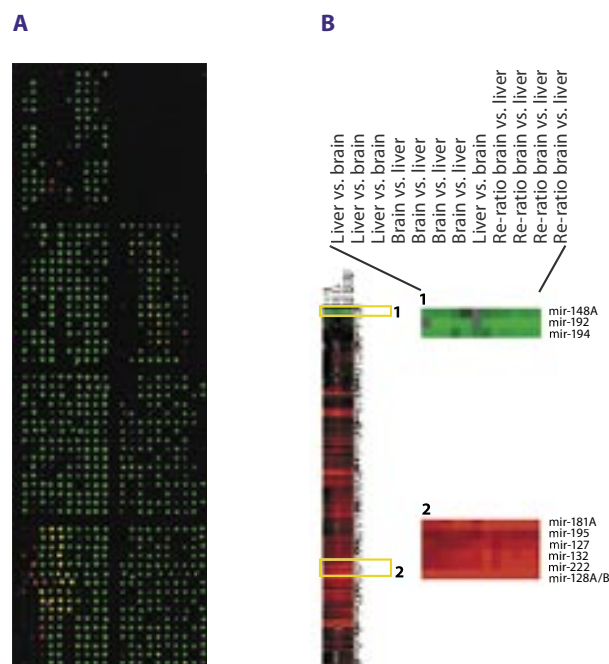 A
B
Liver vs. brain
Liver vs. brain
Liver vs. brain
Brain vs. liver
Brain vs. liver
Brain vs. liver
Brain vs. liver
Liver vs. brain
Re-ratio brain vs. liver
Re-ratio brain vs. liver
Re-ratio brain vs. liver
Re-ratio brain vs. liver
1
1
mir-148A
mir-192
mir-194
2
mir-181A
mir-195
mir-127
mir-132
mir-222
mir-128A/B
2